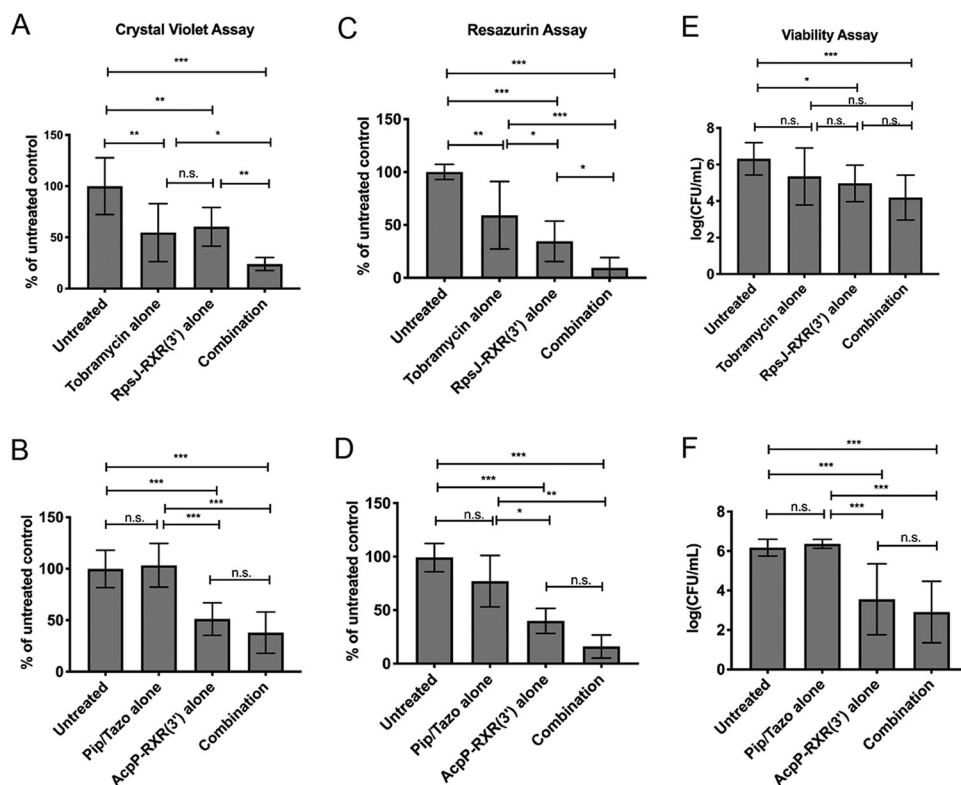 A
Crystal Violet Assay
***
**
**
*
n.s.
**
% of untreated control
150
100
50
0
Untreated
Tobramycin alone
RpsJ-RXR(3') alone
Combination
C
Resazurin Assay
***
***
***
**
*
*
% of untreated control
150
100
50
0
Untreated
Tobramycin alone
RpsJ-RXR(3') alone
Combination
E
Viability Assay
***
*
n.s.
n.s.
n.s.
n.s.
log(CFU/mL)
8
6
4
2
0
Untreated
Tobramycin alone
RpsJ-RXR(3') alone
Combination
B
***
***
***
n.s.
***
n.s.
% of untreated control
150
100
50
0
Untreated
Pip/Tazo alone
AcpP-RXR(3') alone
Combination
D
***
***
**
n.s.
*
n.s.
% of untreated control
150
100
50
0
Untreated
Pip/Tazo alone
AcpP-RXR(3') alone
Combination
F
***
***
***
n.s.
***
n.s.
log(CFU/mL)
8
6
4
2
0
Untreated
Pip/Tazo alone
AcpP-RXR(3') alone
Combination